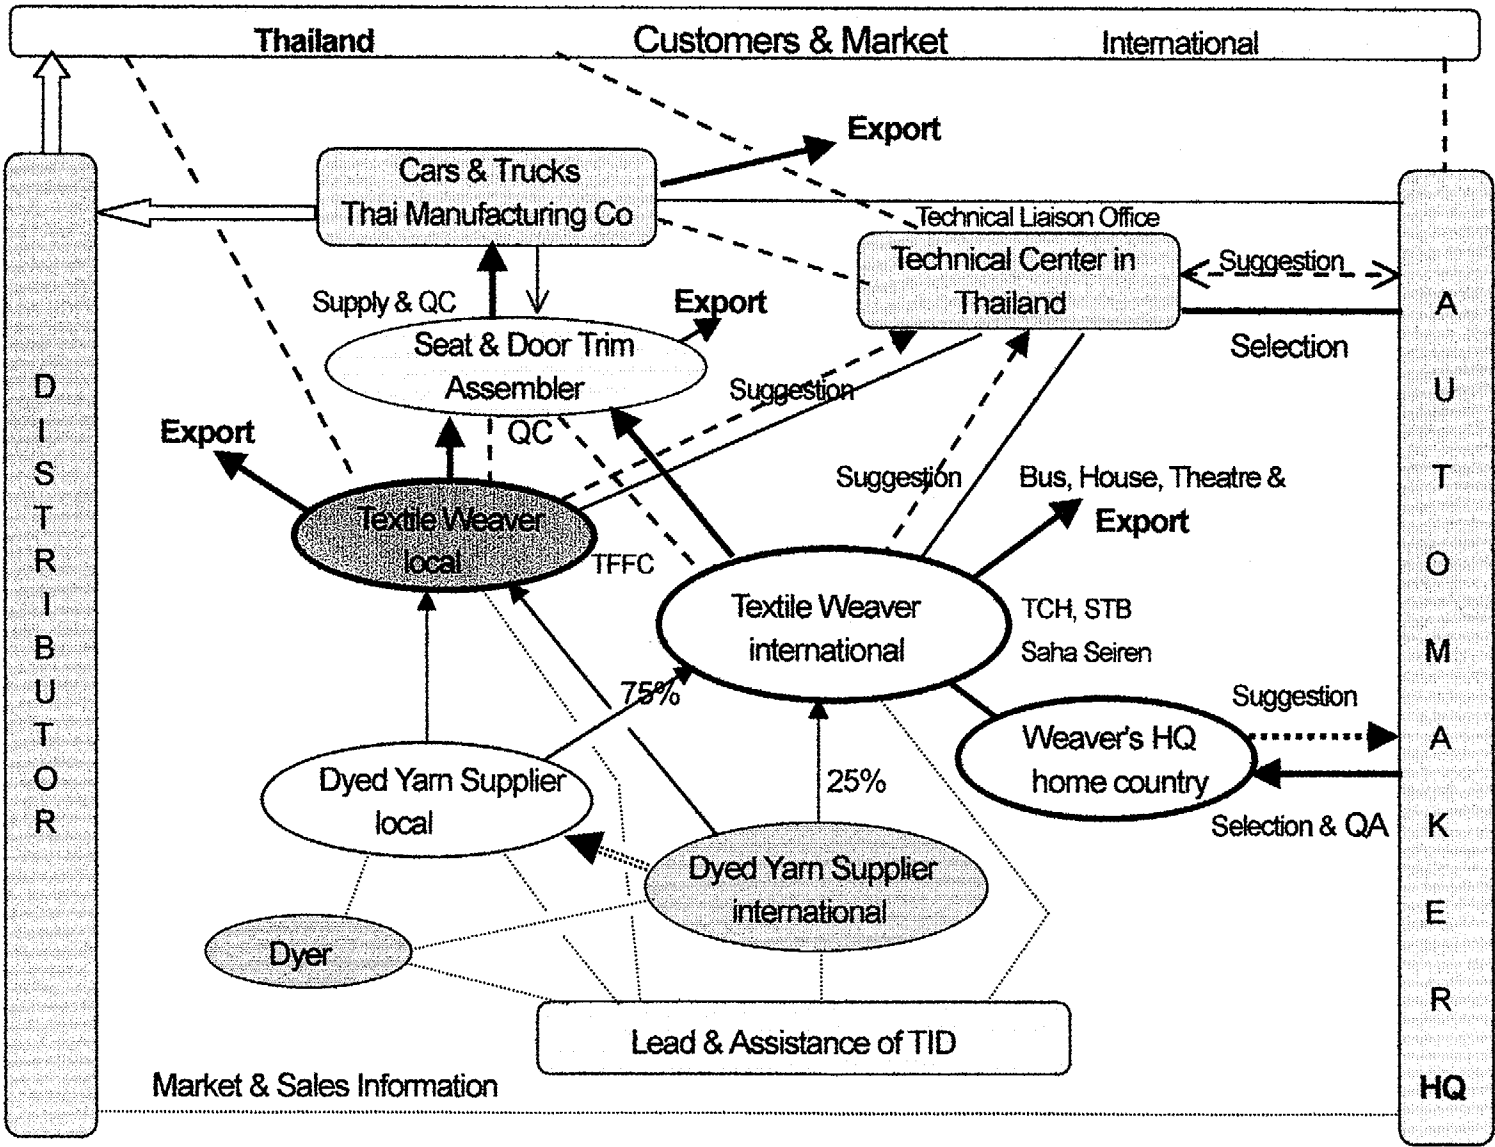 Thailand Customers & Market International
Export
Cars & Trucks
Thai Manufacturing Co
Technical Liaison Office
Technical Center in
Thailand
Suggestion
Selection
Supply & QC
Export
Seat & Door Trim
Assembler
Suggestion
QC
Export
Suggestion
Bus, House, Theatre &
Export
Textile Weaver
local
TFFC
Textile Weaver
international
TCH, STB
Saha Seiren
75%
Suggestion
Weaver's HQ
home country
Selection & QA
Dyed Yarn Supplier
local
25%
Dyed Yarn Supplier
international
Dyer
Lead & Assistance of TID
Market & Sales Information
DISTRIBUTOR
AUTOMAKER
HQ